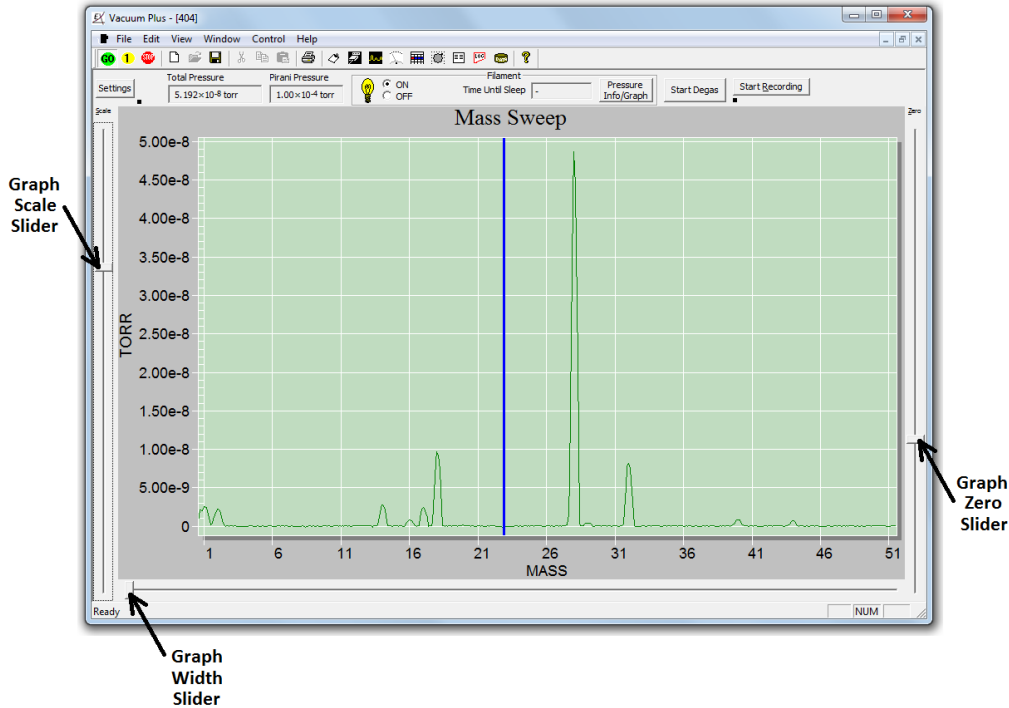 Vacuum Plus - [404]
File Edit View Window Control Help
GO 1 STOP
Settings
Total Pressure
5.192×10-8 torr
Pirani Pressure
1.00×10-4 torr
ON
OFF
Filament
Time Until Sleep -
Pressure
Info/Graph
Start Degas
Start Recording
Scale
Zero
Mass Sweep
5.00e-8
4.50e-8
4.00e-8
3.50e-8
3.00e-8
2.50e-8
2.00e-8
1.50e-8
1.00e-8
5.00e-9
0
TORR
1 6 11 16 21 26 31 36 41 46 51
MASS
Ready
NUM
Graph
Scale
Slider
Graph
Zero
Slider
Graph
Width
Slider